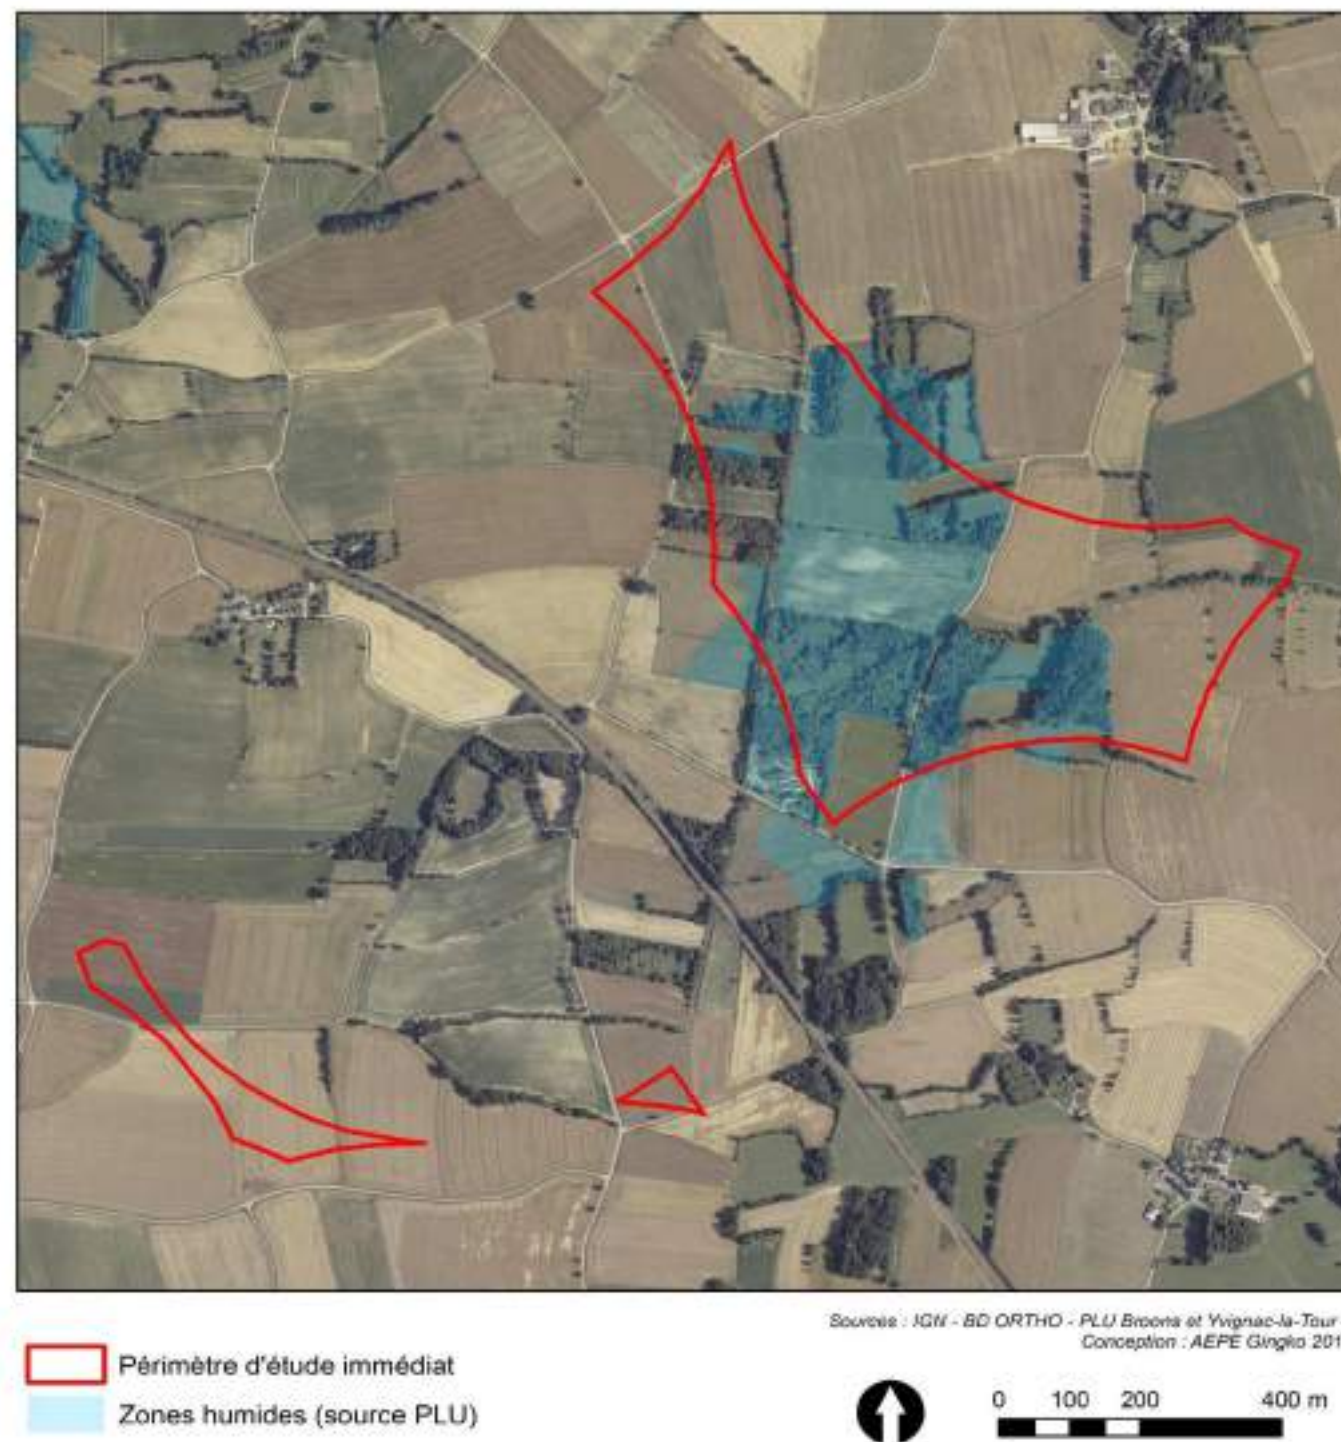 Sources : IGN - BD ORTHO - PLU Broons et Yvignac-la-Tour
Conception : AEPE Gingko 201
Périmètre d'étude immédiat
Zones humides (source PLU)
0 100 200 400 m